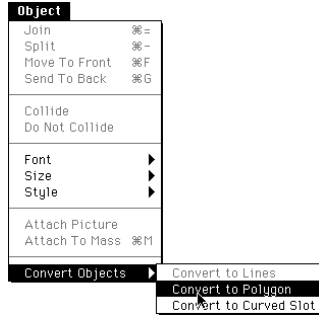 Object
Join ⌘=
Split ⌘-
Move To Front ⌘F
Send To Back ⌘G
Collide
Do Not Collide
Font
Size
Style
Attach Picture
Attach To Mass ⌘M
Convert Objects
Convert to Lines
Convert to Polygon
Convert to Curved Slot